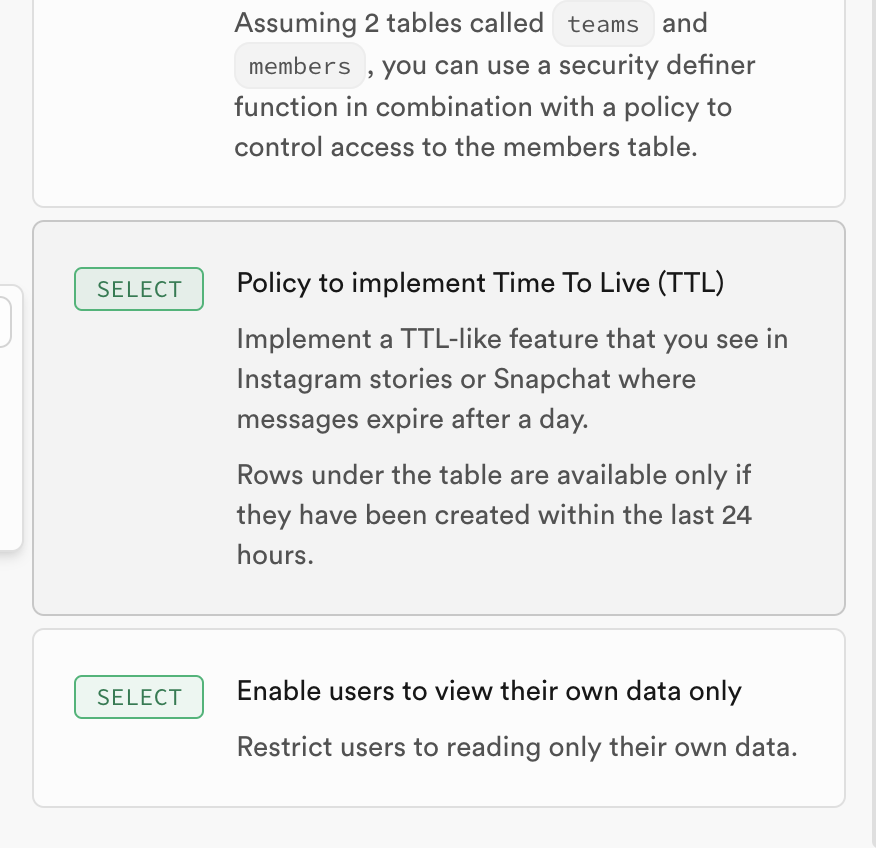 Assuming 2 tables called teams and
members, you can use a security definer
function in combination with a policy to
control access to the members table.
SELECT Policy to implement Time To Live (TTL)
Implement a TTL-like feature that you see in
Instagram stories or Snapchat where
messages expire after a day.
Rows under the table are available only if
they have been created within the last 24
hours.
SELECT Enable users to view their own data only
Restrict users to reading only their own data.